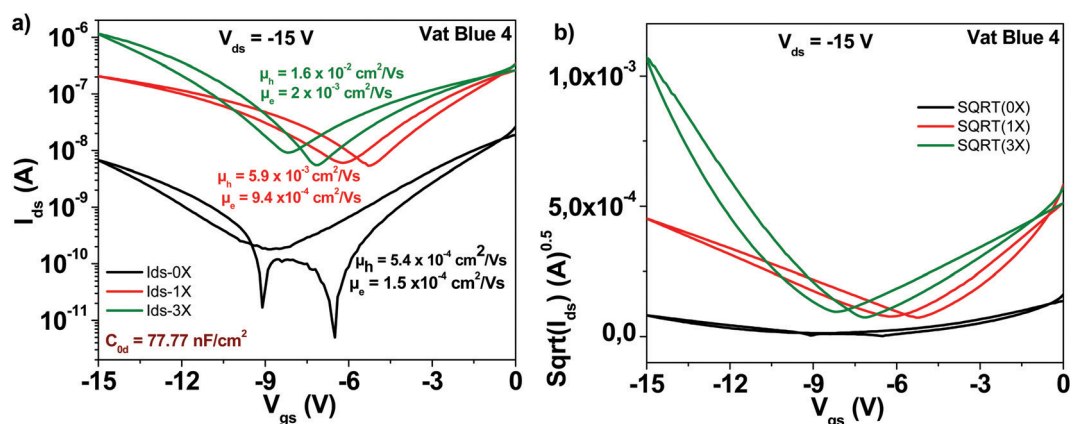 a)
V_ds = -15 V
Vat Blue 4
μ_h = 1.6 x 10^-2 cm^2/Vs
μ_e = 2 x 10^-3 cm^2/Vs
μ_h = 5.9 x 10^-3 cm^2/Vs
μ_e = 9.4 x10^-4 cm^2/Vs
μ_h = 5.4 x 10^-4 cm^2/Vs
μ_e = 1.5x10^-4 cm^2/Vs
Ids-0X
Ids-1X
Ids-3X
C_0d = 77.77 nF/cm^2
I_ds (A)
10^-6
10^-7
10^-8
10^-9
10^-10
10^-11
-15 -12 -9 -6 -3 0
V_gs (V)
b)
V_ds = -15 V
Vat Blue 4
SQRT(0X)
SQRT(1X)
SQRT(3X)
Sqrt(I_ds) (A)^0.5
1,0x10^-3
5,0x10^-4
0,0
-15 -12 -9 -6 -3 0
V_gs (V)